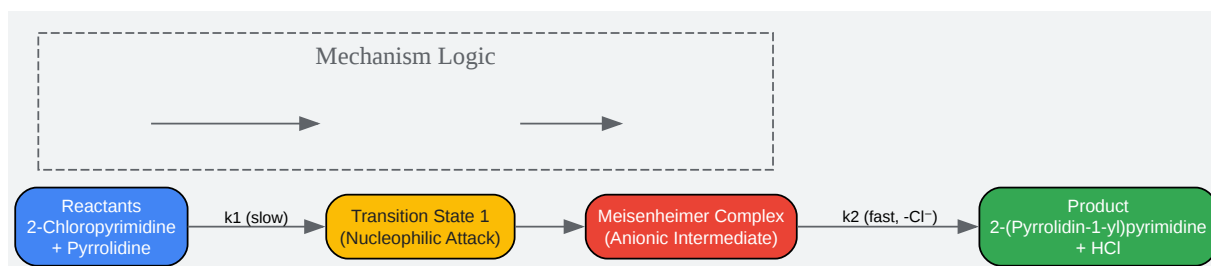 Mechanism Logic
Reactants
2-Chloropyrimidine
+ Pyrrolidine
k1 (slow)
Transition State 1
(Nucleophilic Attack)
Meisenheimer Complex
(Anionic Intermediate)
k2 (fast, -Cl⁻)
Product
2-(Pyrrolidin-1-yl)pyrimidine
+ HCl